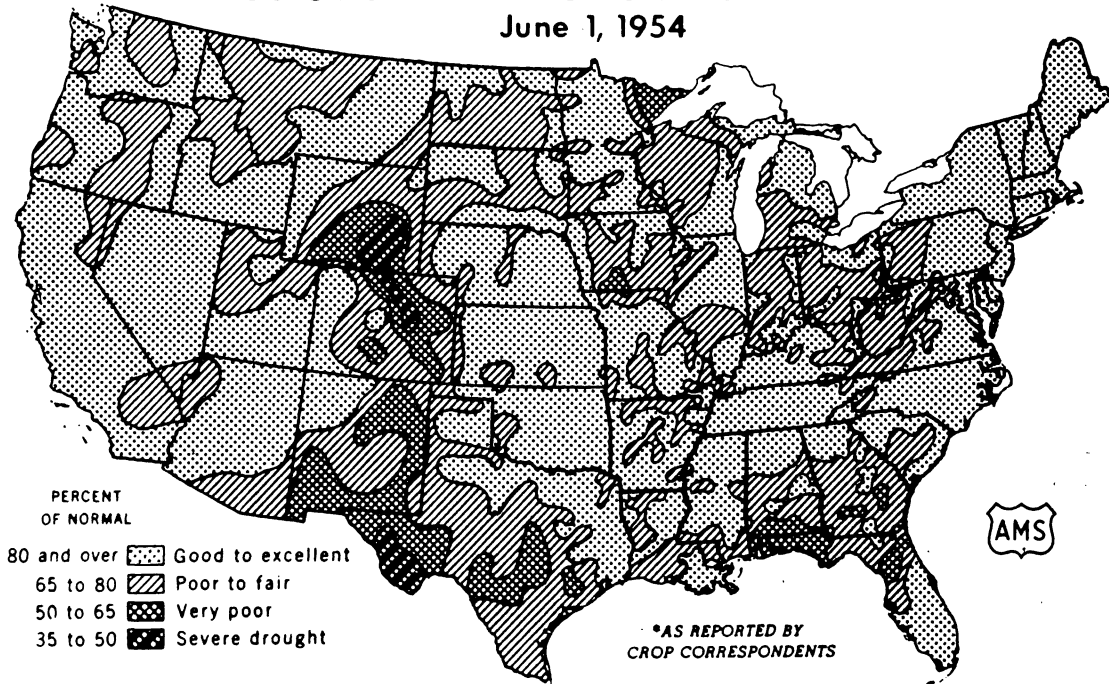 June 1, 1954
PERCENT
OF NORMAL
80 and over Good to excellent
65 to 80 Poor to fair
50 to 65 Very poor
35 to 50 Severe drought
AMS
*AS REPORTED BY
CROP CORRESPONDENTS